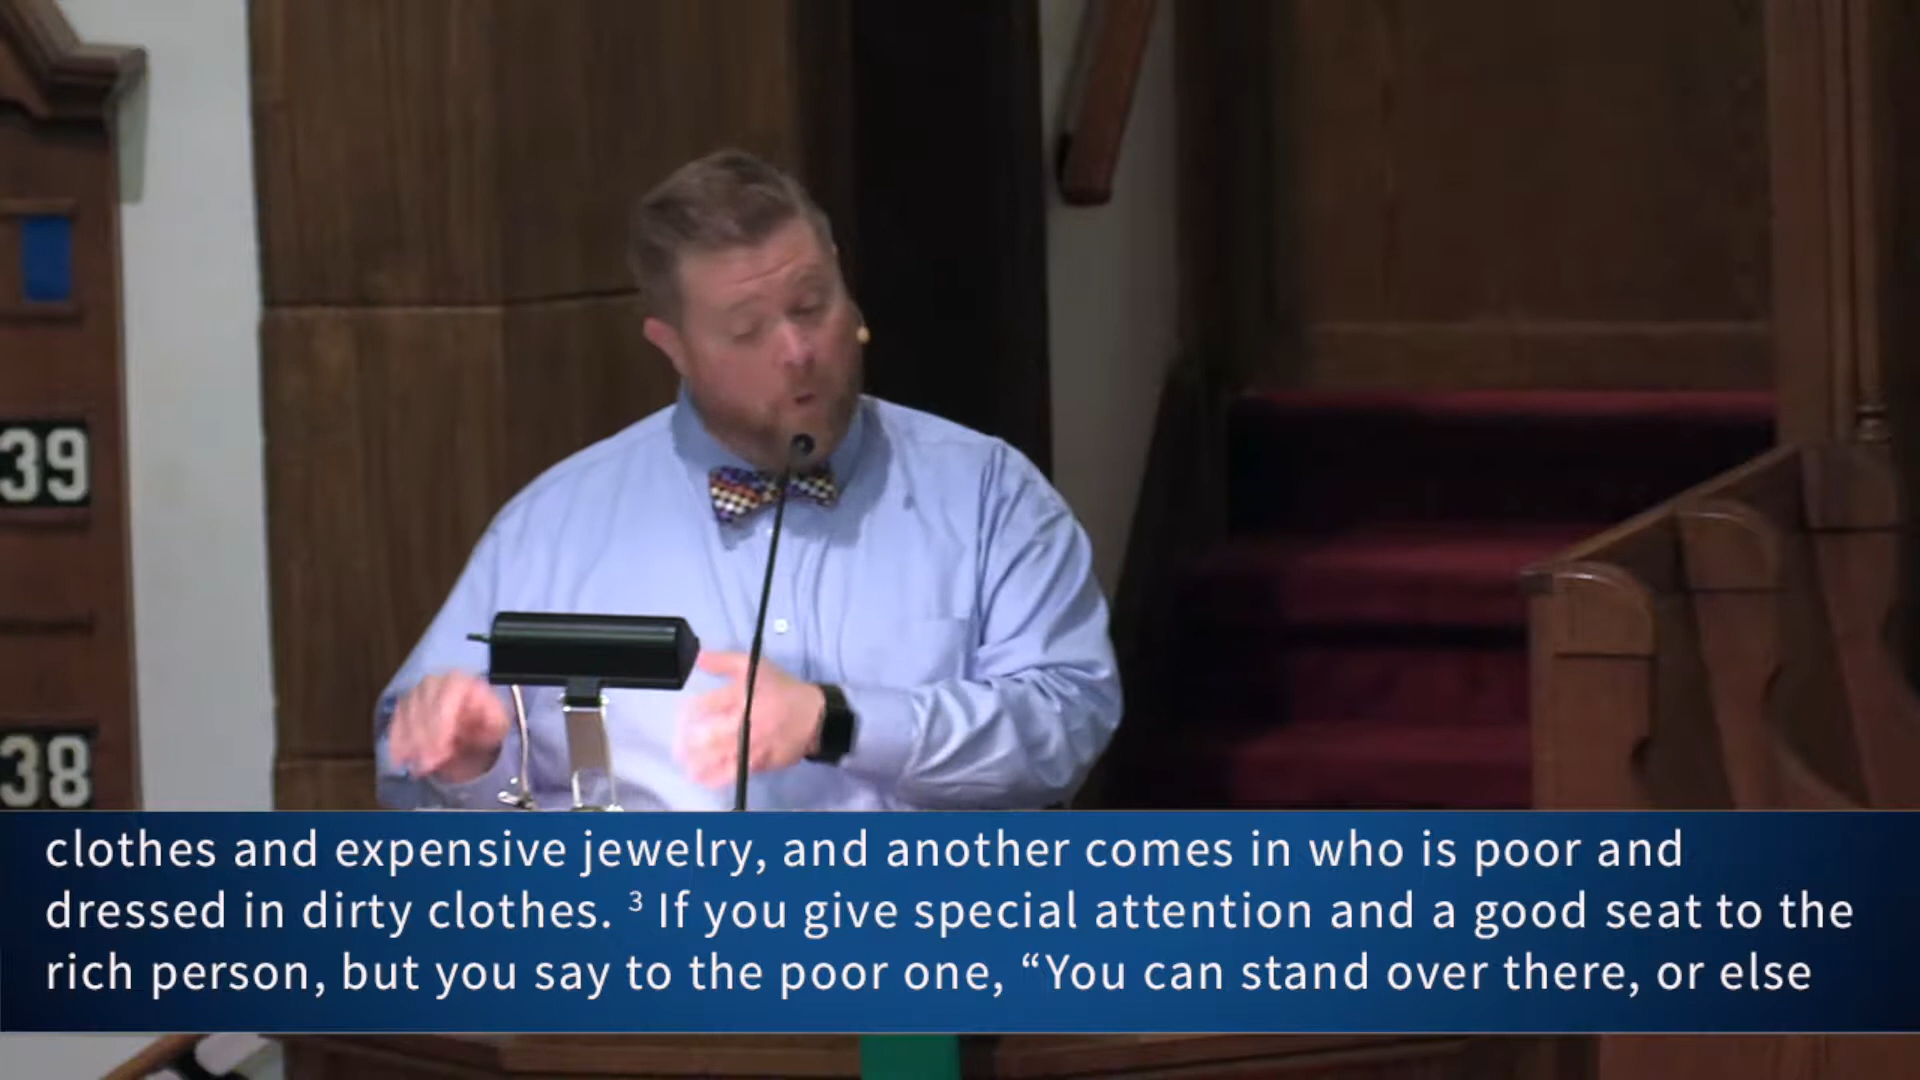 39
38
clothes and expensive jewelry, and another comes in who is poor and
dressed in dirty clothes. ³ If you give special attention and a good seat to the
rich person, but you say to the poor one, “You can stand over there, or else